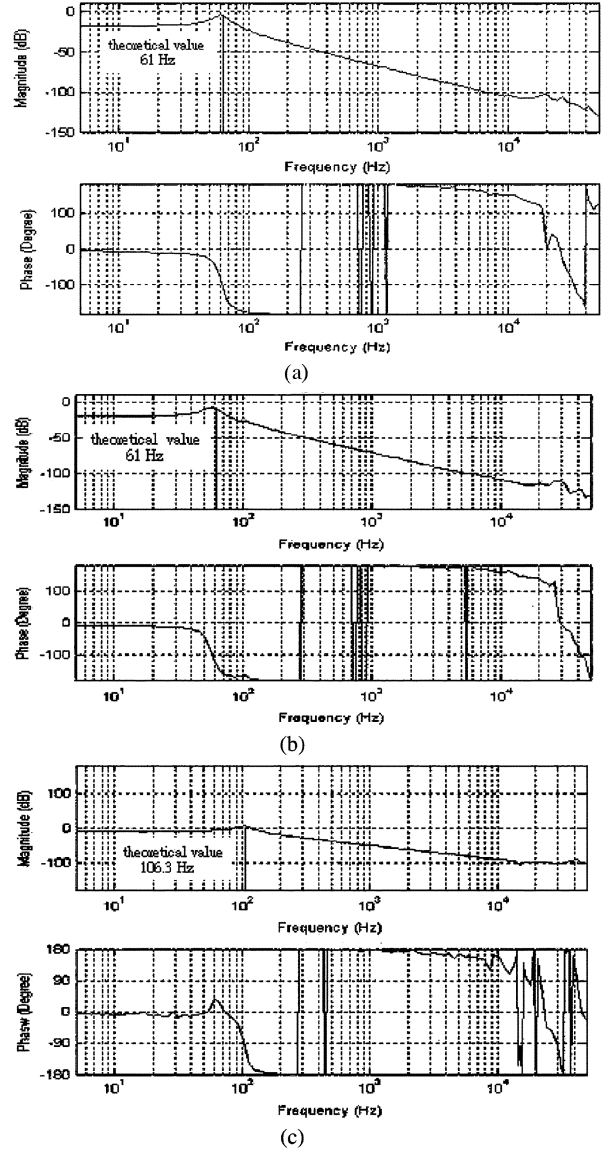 0
Magnitude (dB)
theoretical value
61 Hz
-50
-100
-150
10¹ 10² 10³ 10⁴
Frequency (Hz)
100
Phase (Degree)
0
-100
10¹ 10² 10³ 10⁴
Frequency (Hz)
(a)
0
Magnitude (dB)
theoretical value
61 Hz
-50
-100
-150
10¹ 10² 10³ 10⁴
Frequency (Hz)
100
Phase (Degree)
0
-100
10¹ 10² 10³ 10⁴
Frequency (Hz)
(b)
Magnitude (dB)
0
theoretical value
106.3 Hz
-100
10¹ 10² 10³ 10⁴
Frequency (Hz)
180
90
Phasw (Degree)
0
-90
-180
10¹ 10² 10³ 10⁴
Frequency (Hz)
(c)